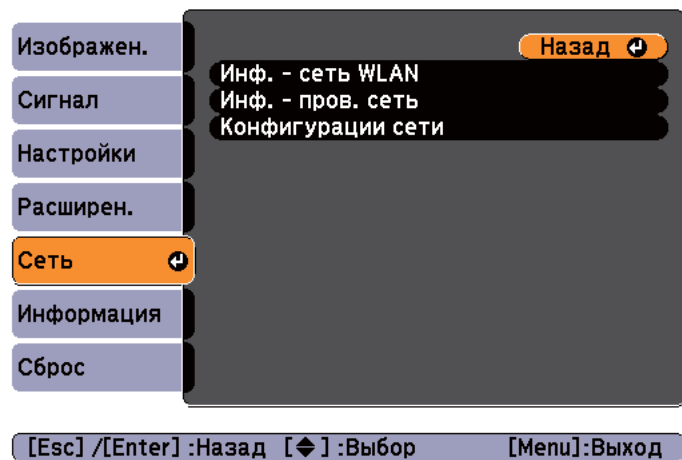 Изображен.
Сигнал
Настройки
Расширен.
Сеть
Информация
Сброс
Назад
Инф. - сеть WLAN
Инф. - пров. сеть
Конфигурации сети
[Esc] /[Enter] :Назад [◆] :Выбор [Menu]:Выход